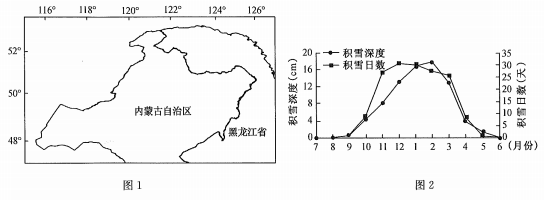 116° 118° 120° 122° 124° 126°
52°
50°
48°
内蒙古自治区
黑龙江省
图1
积雪深度
积雪日数
积雪深度(cm)
20
16
12
8
4
0
35
30
25
20
15
10
5
0
积雪日数(天)
7 8 9 10 11 12 1 2 3 4 5 6 (月份)
图2